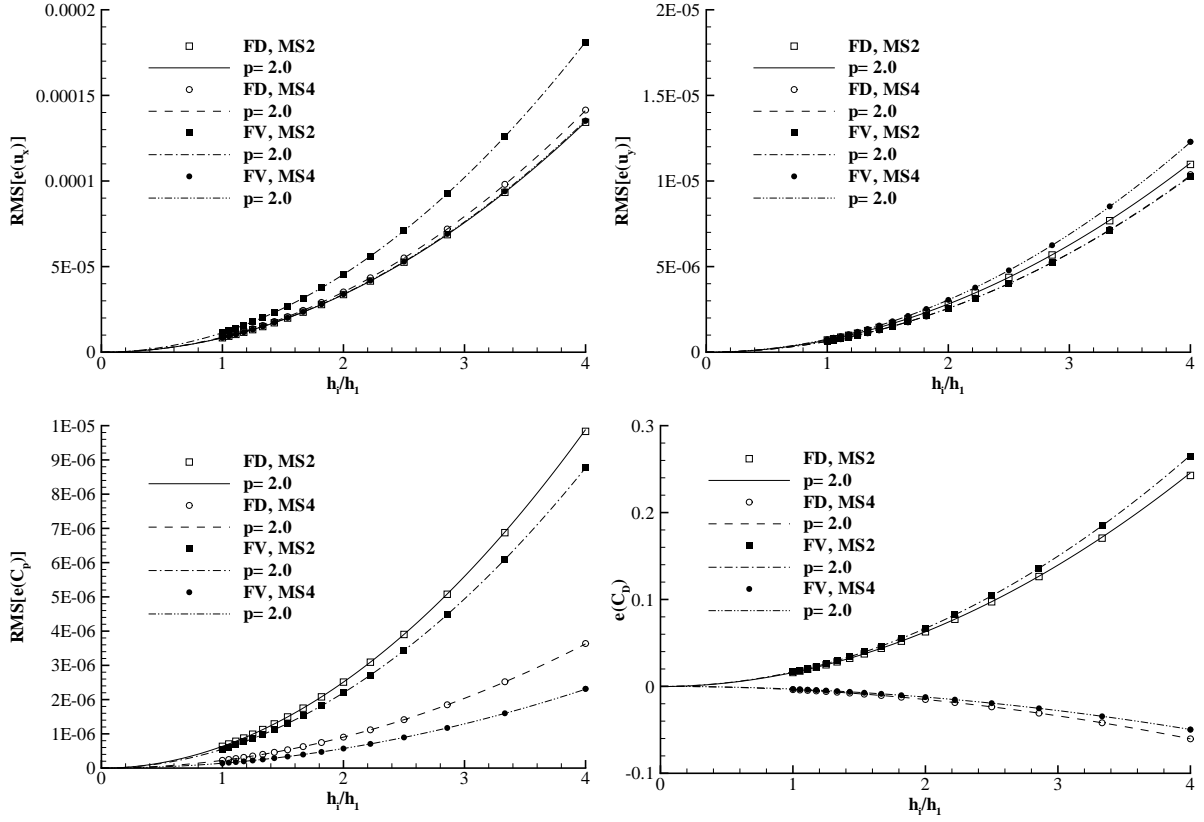 0.0002
0.00015
0.0001
5E-05
0
0 1 2 3 4
RMS[e(uₓ)]
hᵢ/h₁
FD, MS2
p= 2.0
FD, MS4
p= 2.0
FV, MS2
p= 2.0
FV, MS4
p= 2.0
2E-05
1.5E-05
1E-05
5E-06
0
0 1 2 3 4
RMS[e(u_y)]
hᵢ/h₁
FD, MS2
p= 2.0
FD, MS4
p= 2.0
FV, MS2
p= 2.0
FV, MS4
p= 2.0
1E-05
9E-06
8E-06
7E-06
6E-06
5E-06
4E-06
3E-06
2E-06
1E-06
0
0 1 2 3 4
RMS[e(Cₚ)]
hᵢ/h₁
FD, MS2
p= 2.0
FD, MS4
p= 2.0
FV, MS2
p= 2.0
FV, MS4
p= 2.0
0.3
0.2
0.1
0
-0.1
0 1 2 3 4
e(C_D)
hᵢ/h₁
FD, MS2
p= 2.0
FD, MS4
p= 2.0
FV, MS2
p= 2.0
FV, MS4
p= 2.0